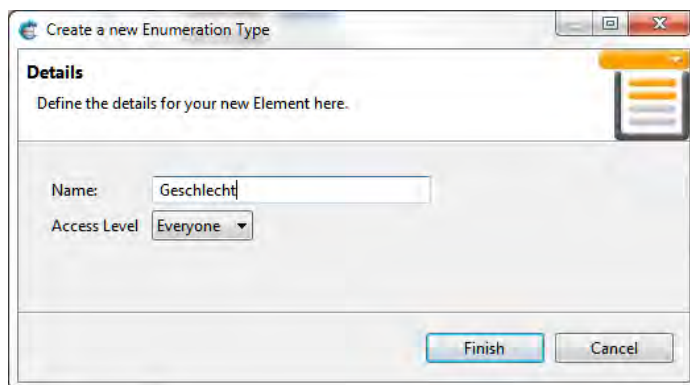 Create a new Enumeration Type
Details
Define the details for your new Element here.
Name: Geschlecht
Access Level Everyone
Finish Cancel